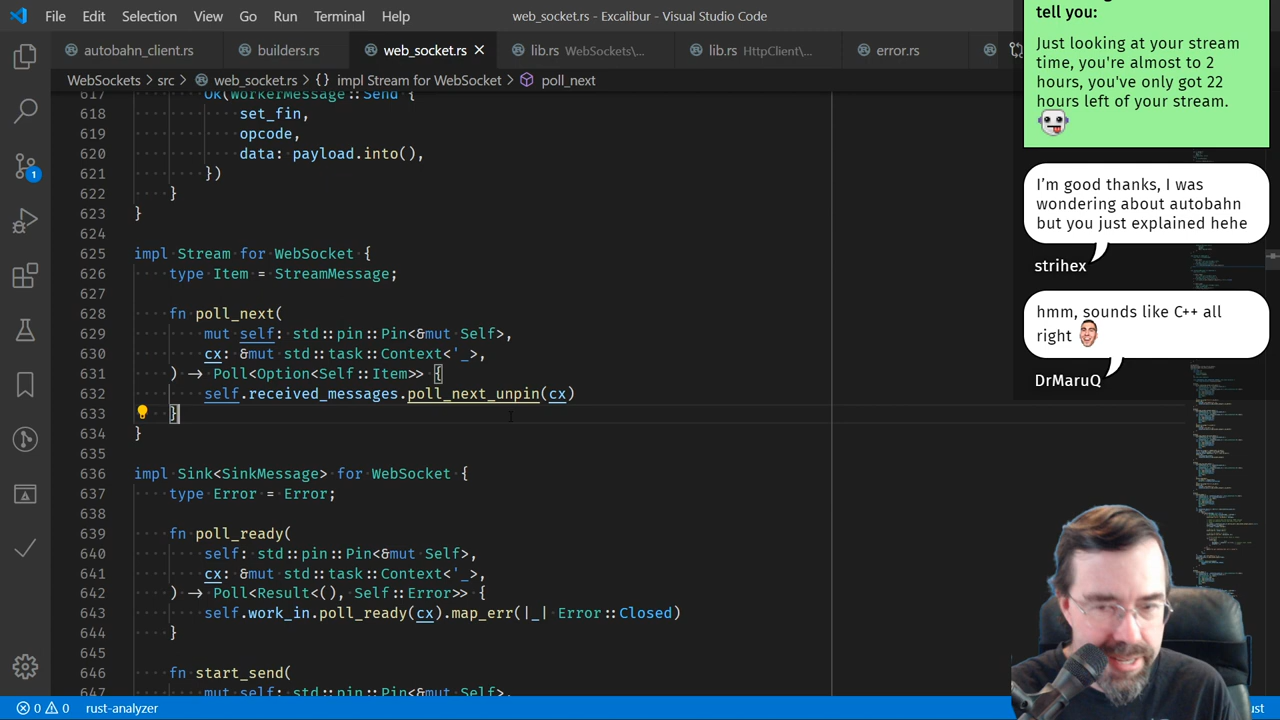 File Edit Selection View Go Run Terminal Help
web_socket.rs - Excalibur - Visual Studio Code
autobahn_client.rs builders.rs web_socket.rs lib.rs WebSockets\... lib.rs HttpClient\... error.rs
WebSockets > src > web_socket.rs > {} impl Stream for WebSocket > poll_next
617 Ok(WorkerMessage::Send {
618 set_fin,
619 opcode,
620 data: payload.into(),
621 })
622 }
623 }
624
625 impl Stream for WebSocket {
626 type Item = StreamMessage;
627
628 fn poll_next(
629 mut self: std::pin::Pin<&mut Self>,
630 cx: &mut std::task::Context<'_>,
631 ) -> Poll<Option<Self::Item>> {
632 self.received_messages.poll_next_unpin(cx)
633 }
634 }
635
636 impl Sink<SinkMessage> for WebSocket {
637 type Error = Error;
638
639 fn poll_ready(
640 self: std::pin::Pin<&mut Self>,
641 cx: &mut std::task::Context<'_>,
642 ) -> Poll<Result<(), Self::Error>> {
643 self.work_in.poll_ready(cx).map_err(|_| Error::Closed)
644 }
645
646 fn start_send(
647 mut self: std::pin::Pin<&mut Self>,
1
0 0 rust-analyzer
tell you:
Just looking at your stream
time, you're almost to 2
hours, you've only got 22
hours left of your stream.
I'm good thanks, I was
wondering about autobahn
but you just explained hehe
strihex
hmm, sounds like C++ all
right
DrMaruQ